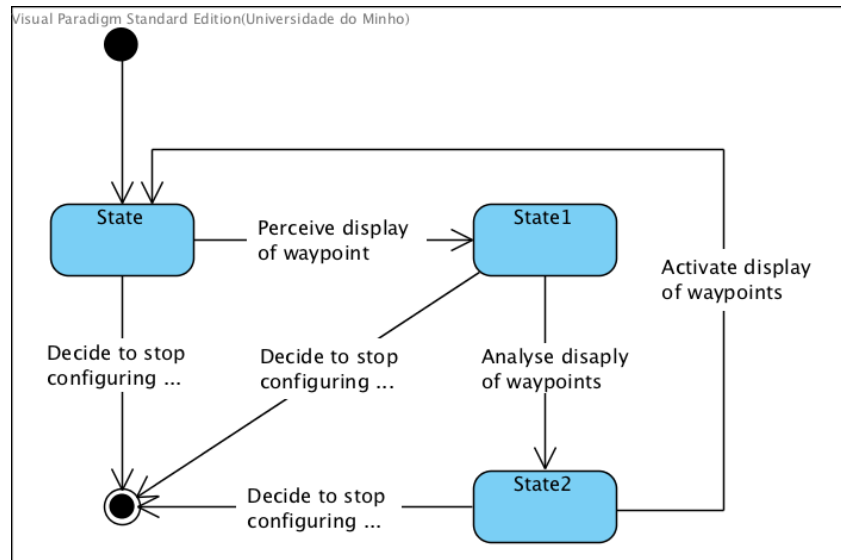 Visual Paradigm Standard Edition(Universidade do Minho)
State
Perceive display
of waypoint
State1
Activate display
of waypoints
Decide to stop
configuring ...
Decide to stop
configuring ...
Analyse disaply
of waypoints
Decide to stop
configuring ...
State2